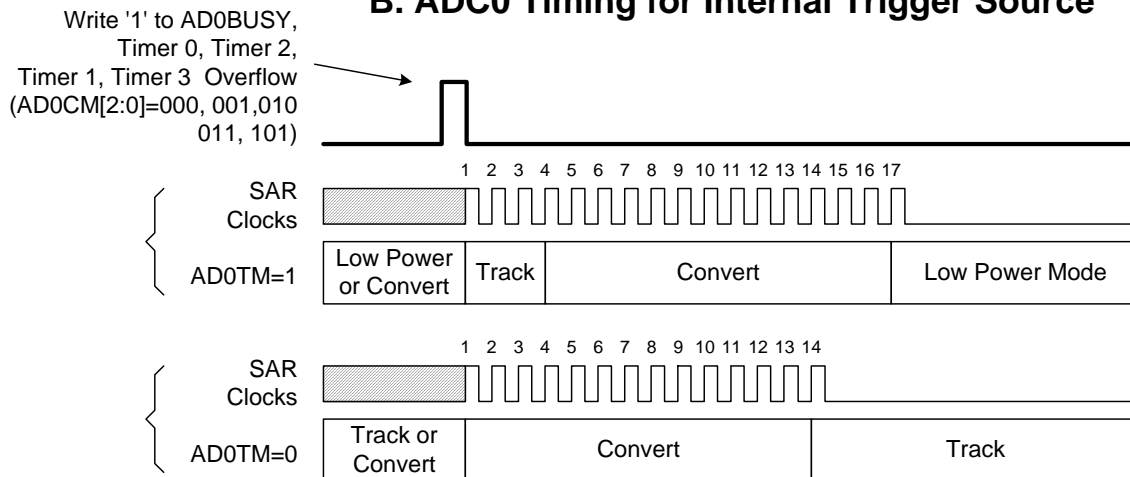 B. ADC0 Timing for Internal Trigger Source
Write '1' to AD0BUSY,
Timer 0, Timer 2,
Timer 1, Timer 3 Overflow
(AD0CM[2:0]=000, 001,010
011, 101)
1 2 3 4 5 6 7 8 9 10 11 12 13 14 15 16 17
SAR
Clocks
AD0TM=1
Low Power
or Convert
Track
Convert
Low Power Mode
1 2 3 4 5 6 7 8 9 10 11 12 13 14
SAR
Clocks
AD0TM=0
Track or
Convert
Convert
Track